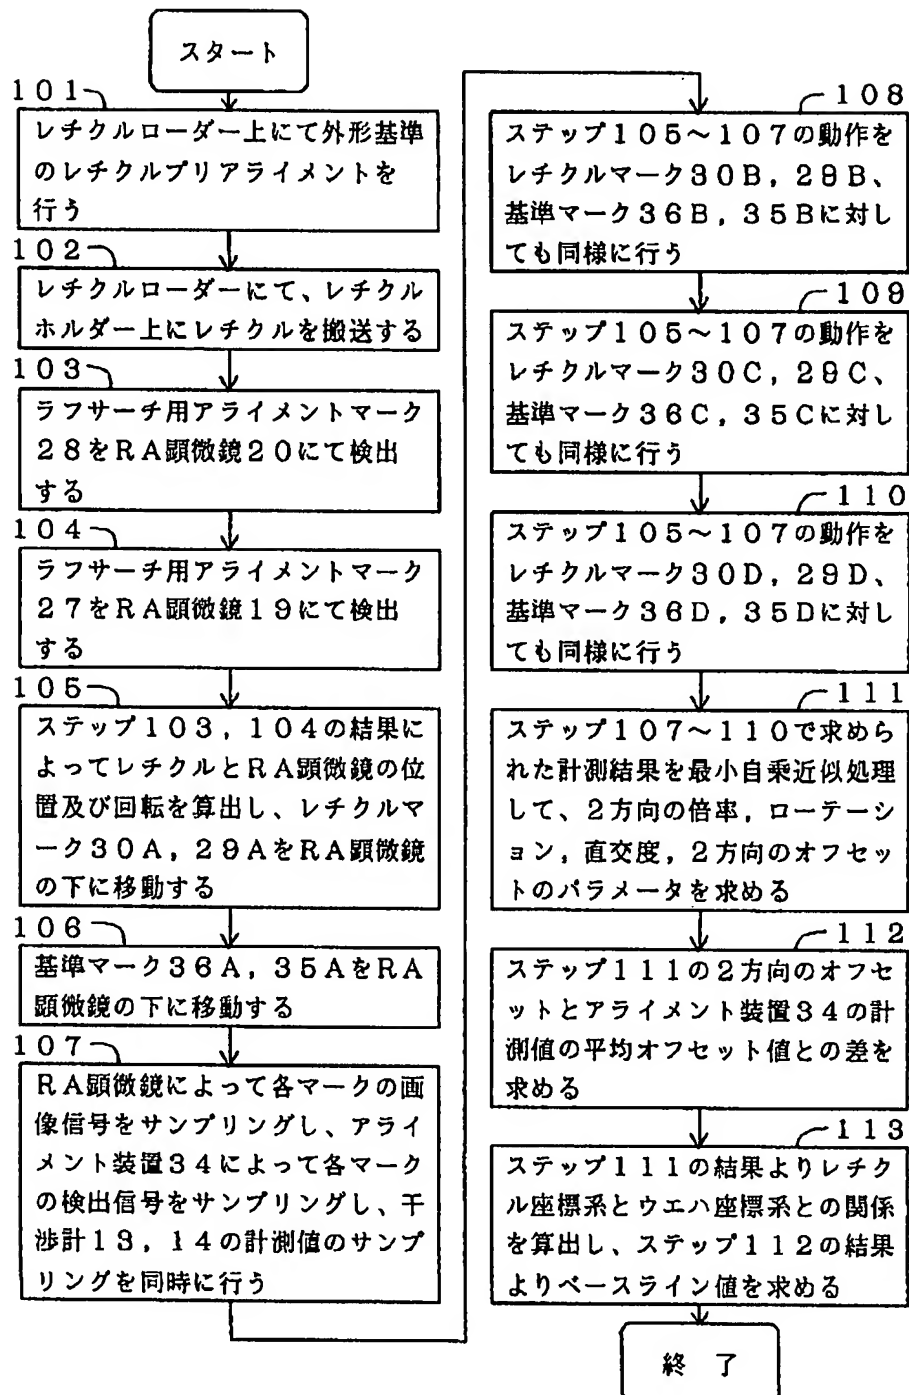 スタート
101
レチクルローダー上にて外形基準
のレチクルプリアライメントを
行う
102
レチクルローダーにて、レチクル
ホルダー上にレチクルを搬送する
103
ラフサーチ用アライメントマーク
28をRA顕微鏡20にて検出
する
104
ラフサーチ用アライメントマーク
27をRA顕微鏡19にて検出
する
105
ステップ103,104の結果に
よってレチクルとRA顕微鏡の位
置及び回転を算出し、レチクルマ
ーク30A,29AをRA顕微鏡
の下に移動する
106
基準マーク36A,35AをRA
顕微鏡の下に移動する
107
RA顕微鏡によって各マークの画
像信号をサンプリングし、アライ
メント装置34によって各マーク
の検出信号をサンプリングし、干
渉計13,14の計測値のサンプ
リングを同時に行う
108
ステップ105~107の動作を
レチクルマーク30B,29B、
基準マーク36B,35Bに対し
ても同様に行う
109
ステップ105~107の動作を
レチクルマーク30C,29C、
基準マーク36C,35Cに対し
ても同様に行う
110
ステップ105~107の動作を
レチクルマーク30D,29D、
基準マーク36D,35Dに対し
ても同様に行う
111
ステップ107~110で求めら
れた計測結果を最小自乗近似処理
して、2方向の倍率,ローテーシ
ョン,直交度,2方向のオフセッ
トのパラメータを求める
112
ステップ111の2方向のオフセ
ットとアライメント装置34の計
測値の平均オフセット値との差を
求める
113
ステップ111の結果よりレチク
ル座標系とウエハ座標系との関係
を算出し、ステップ112の結果
よりベースライン値を求める
終 了